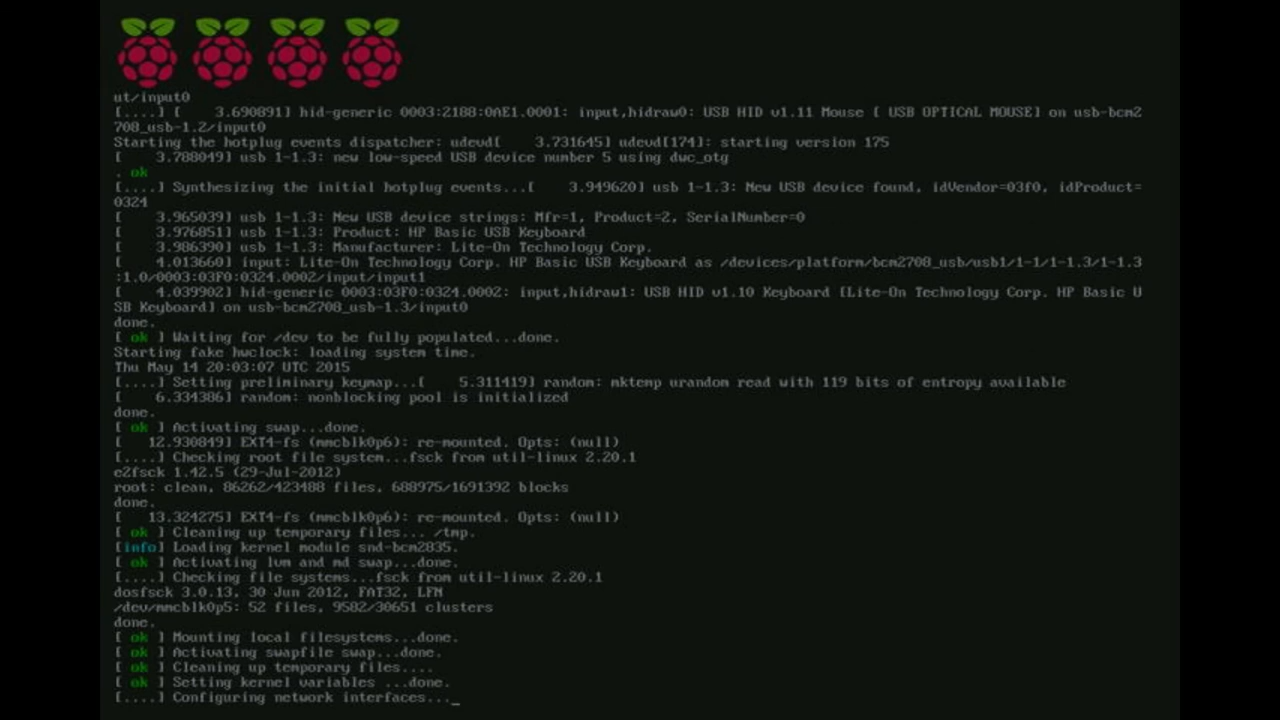 ut/input0
[....] [    3.690891] hid-generic 0003:2188:0AE1.0001: input,hidraw0: USB HID v1.11 Mouse [ USB OPTICAL MOUSE] on usb-bcm2
708_usb-1.2/input0
Starting the hotplug events dispatcher: udevd[    3.731645] udevd[174]: starting version 175
[    3.788049] usb 1-1.3: new low-speed USB device number 5 using dwc_otg
. ok
[....] Synthesizing the initial hotplug events...[    3.949620] usb 1-1.3: New USB device found, idVendor=03f0, idProduct=
0324
[    3.965039] usb 1-1.3: New USB device strings: Mfr=1, Product=2, SerialNumber=0
[    3.976851] usb 1-1.3: Product: HP Basic USB Keyboard
[    3.986390] usb 1-1.3: Manufacturer: Lite-On Technology Corp.
[    4.013660] input: Lite-On Technology Corp. HP Basic USB Keyboard as /devices/platform/bcm2708_usb/usb1/1-1/1-1.3/1-1.3
:1.0/0003:03F0:0324.0002/input/input1
[    4.039902] hid-generic 0003:03F0:0324.0002: input,hidraw1: USB HID v1.10 Keyboard [Lite-On Technology Corp. HP Basic U
SB Keyboard] on usb-bcm2708_usb-1.3/input0
done.
[ ok ] Waiting for /dev to be fully populated...done.
Starting fake hwclock: loading system time.
Thu May 14 20:03:07 UTC 2015
[....] Setting preliminary keymap...[    5.311419] random: mktemp urandom read with 119 bits of entropy available
[    6.334386] random: nonblocking pool is initialized
done.
[ ok ] Activating swap...done.
[   12.930849] EXT4-fs (mmcblk0p6): re-mounted. Opts: (null)
[....] Checking root file system...fsck from util-linux 2.20.1
e2fsck 1.42.5 (29-Jul-2012)
root: clean, 86262/423488 files, 688975/1691392 blocks
done.
[   13.324275] EXT4-fs (mmcblk0p6): re-mounted. Opts: (null)
[ ok ] Cleaning up temporary files... /tmp.
[info] Loading kernel module snd-bcm2835.
[ ok ] Activating lvm and md swap...done.
[....] Checking file systems...fsck from util-linux 2.20.1
dosfsck 3.0.13, 30 Jun 2012, FAT32, LFN
/dev/mmcblk0p5: 52 files, 9582/30651 clusters
done.
[ ok ] Mounting local filesystems...done.
[ ok ] Activating swapfile swap...done.
[ ok ] Cleaning up temporary files....
[ ok ] Setting kernel variables ...done.
[....] Configuring network interfaces..._